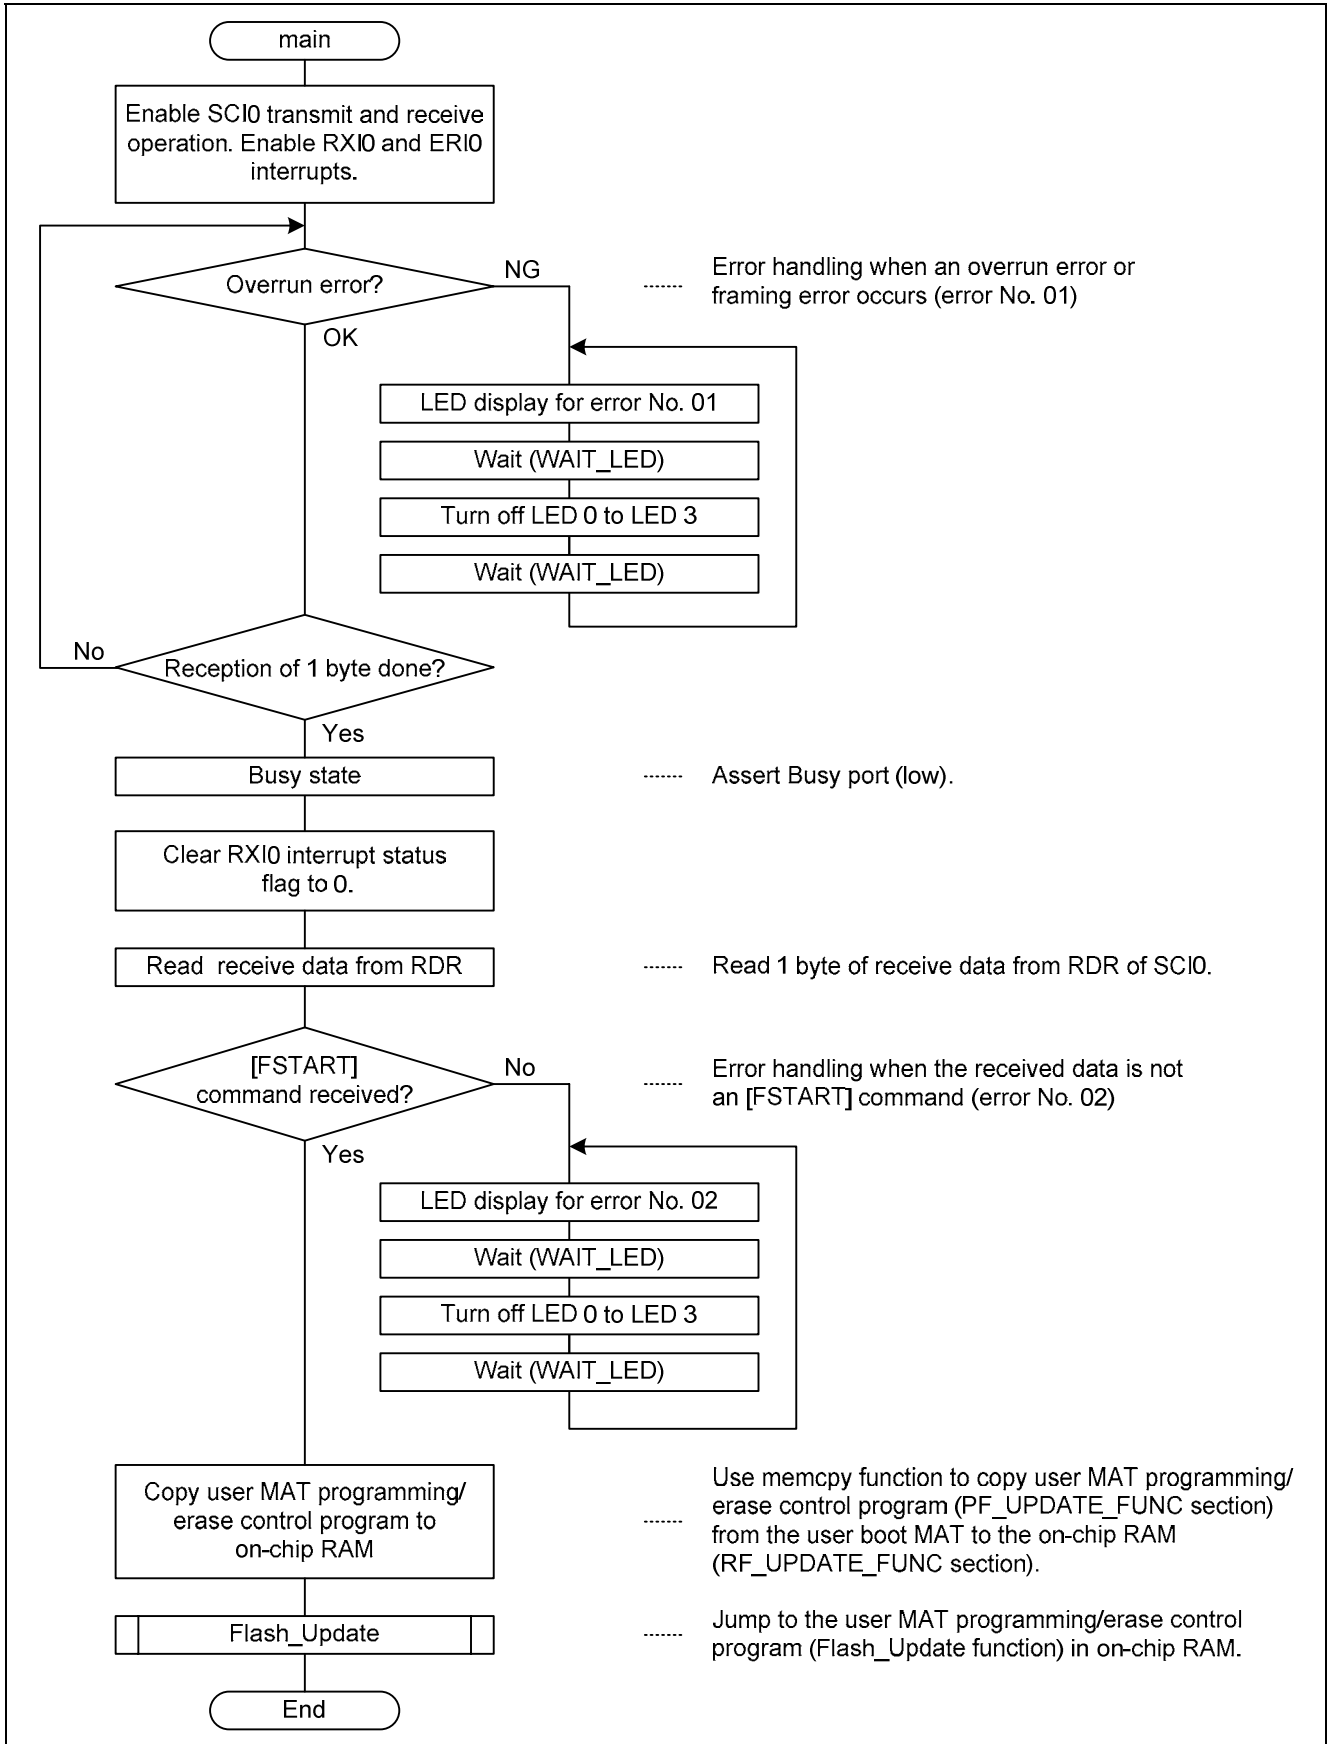 main
Enable SCI0 transmit and receive
operation. Enable RXI0 and ERI0
interrupts.
Overrun error?
NG
Error handling when an overrun error or
framing error occurs (error No. 01)
OK
LED display for error No. 01
Wait (WAIT_LED)
Turn off LED 0 to LED 3
Wait (WAIT_LED)
No
Reception of 1 byte done?
Yes
Busy state
Assert Busy port (low).
Clear RXI0 interrupt status
flag to 0.
Read receive data from RDR
Read 1 byte of receive data from RDR of SCI0.
[FSTART]
command received?
No
Error handling when the received data is not
an [FSTART] command (error No. 02)
Yes
LED display for error No. 02
Wait (WAIT_LED)
Turn off LED 0 to LED 3
Wait (WAIT_LED)
Copy user MAT programming/
erase control program to
on-chip RAM
Use memcpy function to copy user MAT programming/
erase control program (PF_UPDATE_FUNC section)
from the user boot MAT to the on-chip RAM
(RF_UPDATE_FUNC section).
Flash_Update
Jump to the user MAT programming/erase control
program (Flash_Update function) in on-chip RAM.
End